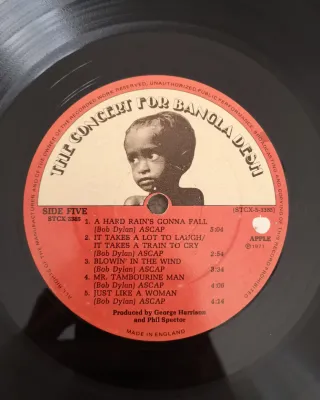 THE CONCERT FOR BANGLA DESH
SIDE FIVE
STCX 3385
(STCX-5-3385)
1. A HARD RAIN'S GONNA FALL
(Bob Dylan) ASCAP 5:04
2. IT TAKES A LOT TO LAUGH/
IT TAKES A TRAIN TO CRY
(Bob Dylan) ASCAP 2:54
3. BLOWIN' IN THE WIND
(Bob Dylan) ASCAP 3:34
4. MR. TAMBOURINE MAN
(Bob Dylan) ASCAP 4:08
5. JUST LIKE A WOMAN
(Bob Dylan) ASCAP 4:14
APPLE
℗ 1971
Produced by George Harrison
and Phil Spector
MADE IN ENGLAND